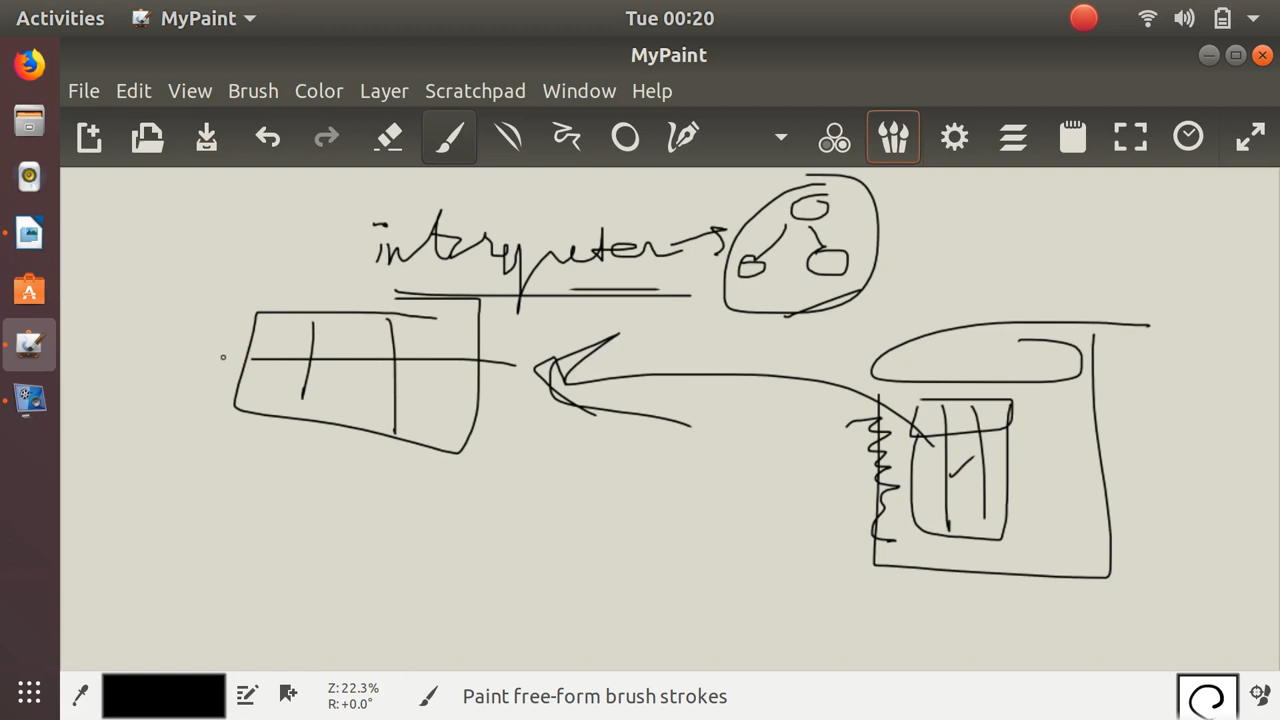 Activities MyPaint Tue 00:20
MyPaint
File Edit View Brush Color Layer Scratchpad Window Help
interpreter
Z: 22.3%
R: +0.0°
Paint free-form brush strokes